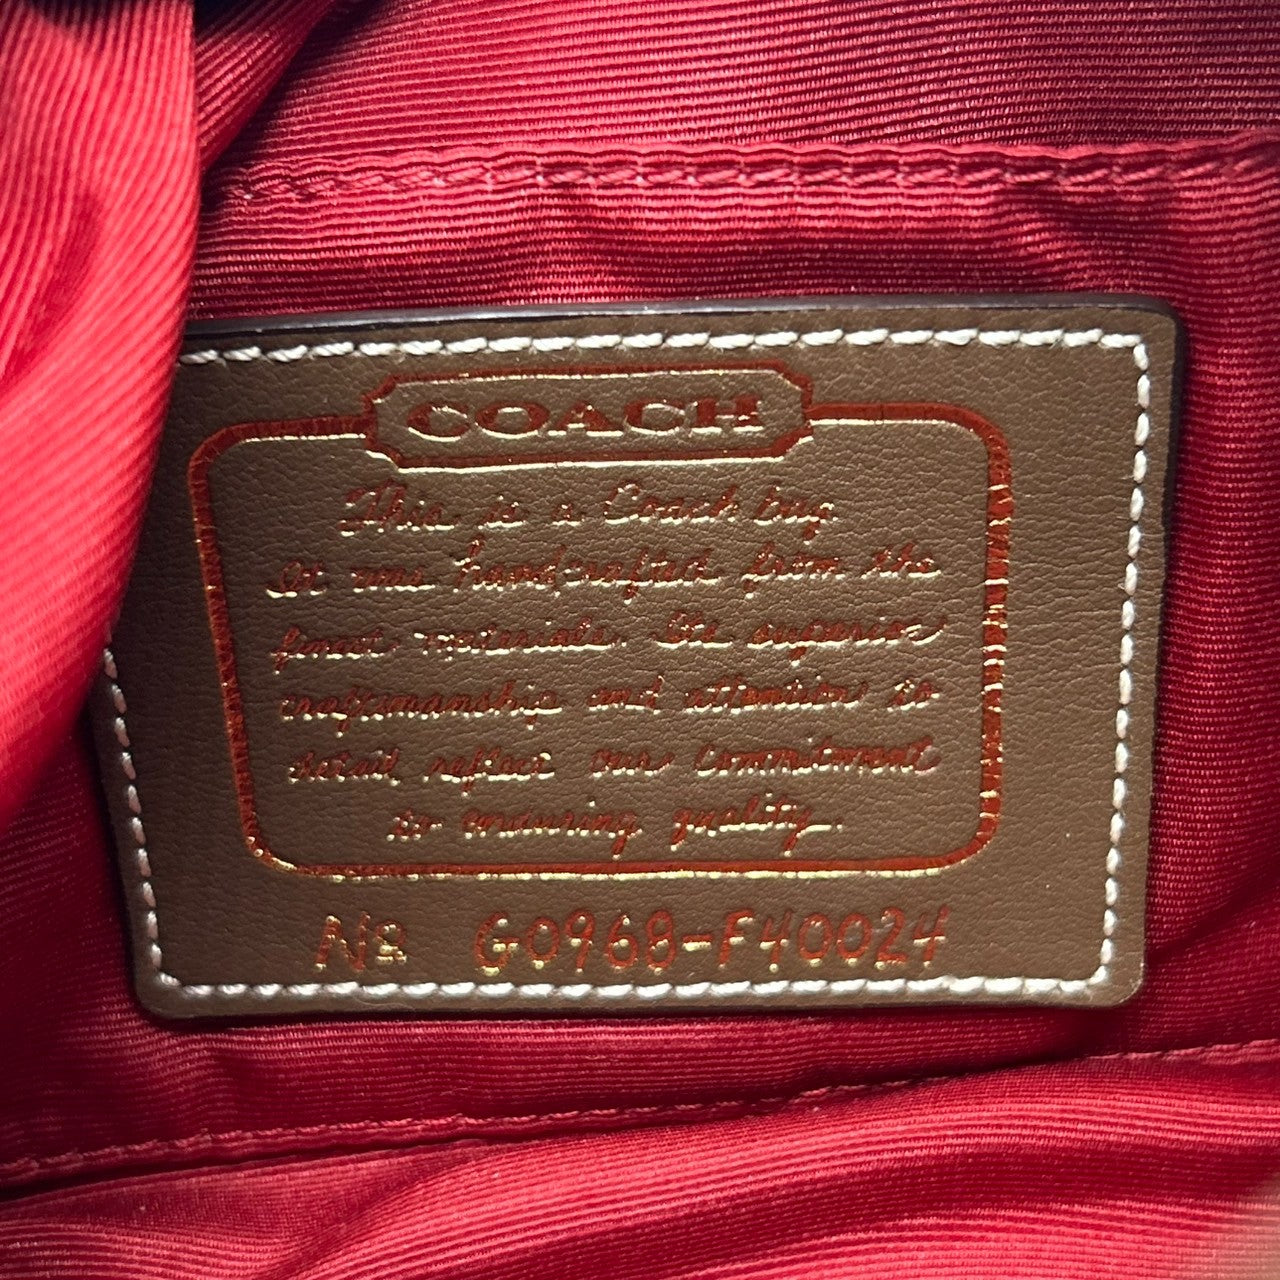 COACH
This is a Coach bag.
It was handcrafted from the
finest materials. Its superior
craftsmanship and attention to
detail reflect our commitment
to enduring quality.
No G0968-F40024